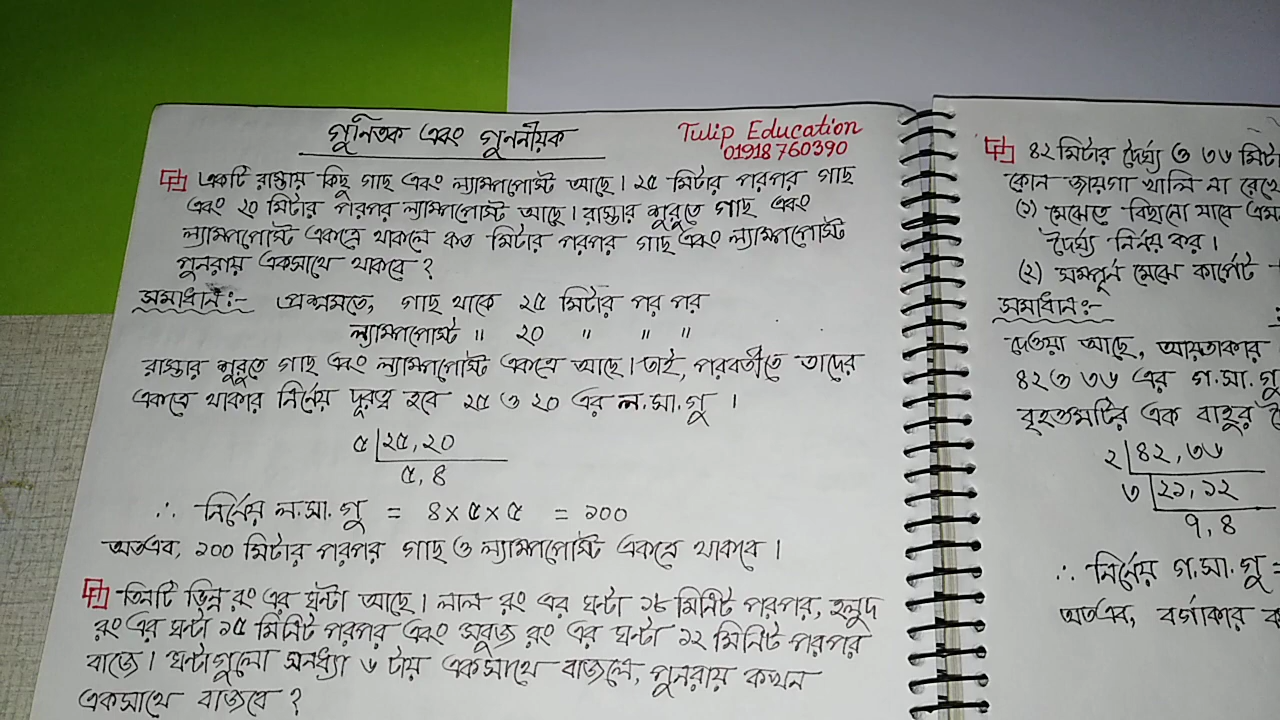 গুণিতক এবং গুণনীয়ক
Tulip Education
01918 760390
একটি রাস্তায় কিছু গাছ এবং ল্যাম্পপোস্ট আছে। ২৫ মিটার পরপর গাছ
এবং ২০ মিটার পরপর ল্যাম্পপোস্ট আছে। রাস্তার শুরুতে গাছ এবং
ল্যাম্পপোস্ট একত্রে থাকলে কত মিটার পরপর গাছ এবং ল্যাম্পপোস্ট
পুনরায় একসাথে থাকবে ?
সমাধান:- প্রশ্নমতে, গাছ থাকে ২৫ মিটার পর পর
ল্যাম্পপোস্ট " ২০ " " "
রাস্তার শুরুতে গাছ এবং ল্যাম্পপোস্ট একত্রে আছে। তাই, পরবর্তীতে তাদের
একত্রে থাকার নির্নেয় দূরত্ব হবে ২৫ ও ২০ এর ল.সা.গু ।
৫ | ২৫, ২০
৫, ৪
∴ নির্নেয় ল.সা.গু = ৪ × ৫ × ৫ = ১০০
অতএব, ১০০ মিটার পরপর গাছ ও ল্যাম্পপোস্ট একত্রে থাকবে ।
তিনটি ভিন্ন রং এর ঘন্টা আছে। লাল রং এর ঘন্টা ১৮ মিনিট পরপর, হলুদ
রং এর ঘন্টা ১৫ মিনিট পরপর এবং সবুজ রং এর ঘন্টা ১২ মিনিট পরপর
বাজে। ঘন্টাগুলো সন্ধ্যা ৬ টায় একসাথে বাজলে, পুনরায় কখন
একসাথে বাজবে ?
৪২ মিটার দৈর্ঘ্য ও ৩৬ মিটা
কোন জায়গা খালি না রেখে
(১) মেঝেতে বিছানো যাবে এম
দৈর্ঘ্য নির্নয় কর।
(২) সম্পূর্ন মেঝে কার্পেট
সমাধান:-
দেওয়া আছে, আয়তাকার
৪২ ও ৩৬ এর গ.সা.গু
বৃহত্তমটির এক বাহুর দৈ
২ | ৪২, ৩৬
৩ | ২১, ১২
৭, ৪
∴ নির্নেয় গ.সা.গু =
অতএব, বর্গাকার ক